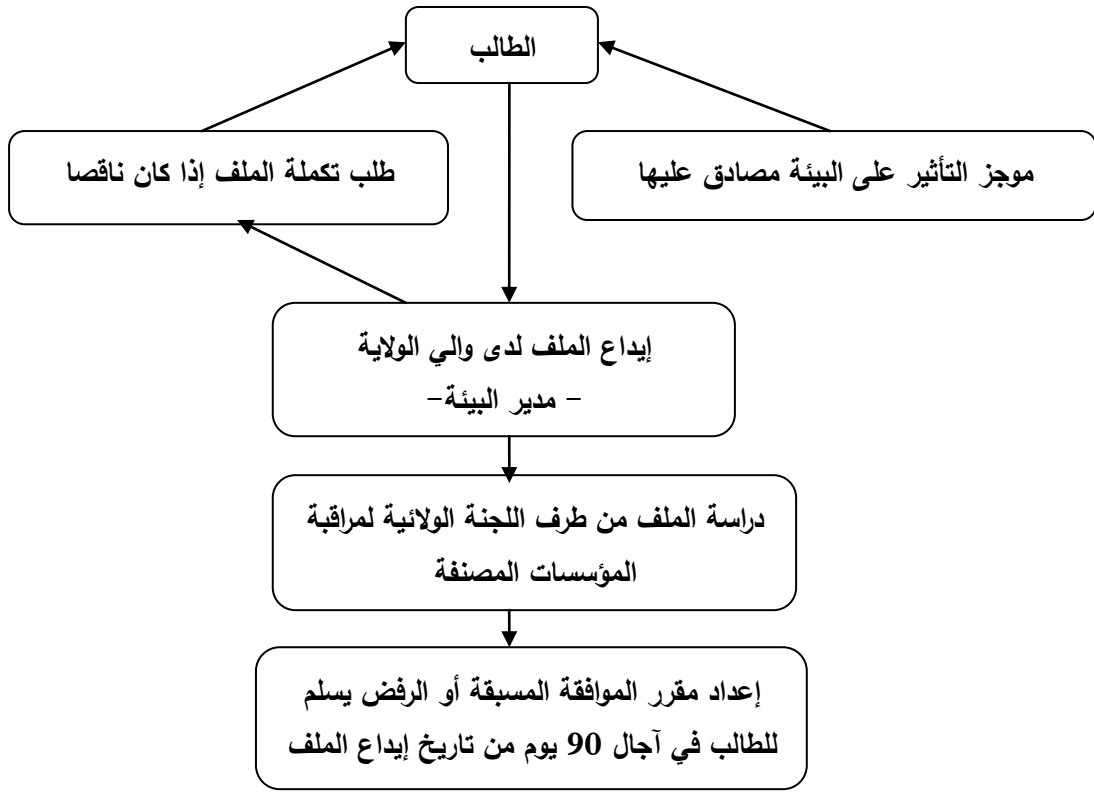 الطالب
طلب تكملة الملف إذا كان ناقصا
موجز التأثير على البيئة مصادق عليها
إيداع الملف لدى والي الولاية
– مدير البيئة–
دراسة الملف من طرف اللجنة الولائية لمراقبة
المؤسسات المصنفة
إعداد مقرر الموافقة المسبقة أو الرفض يسلم
للطالب في آجال 90 يوم من تاريخ إيداع الملف